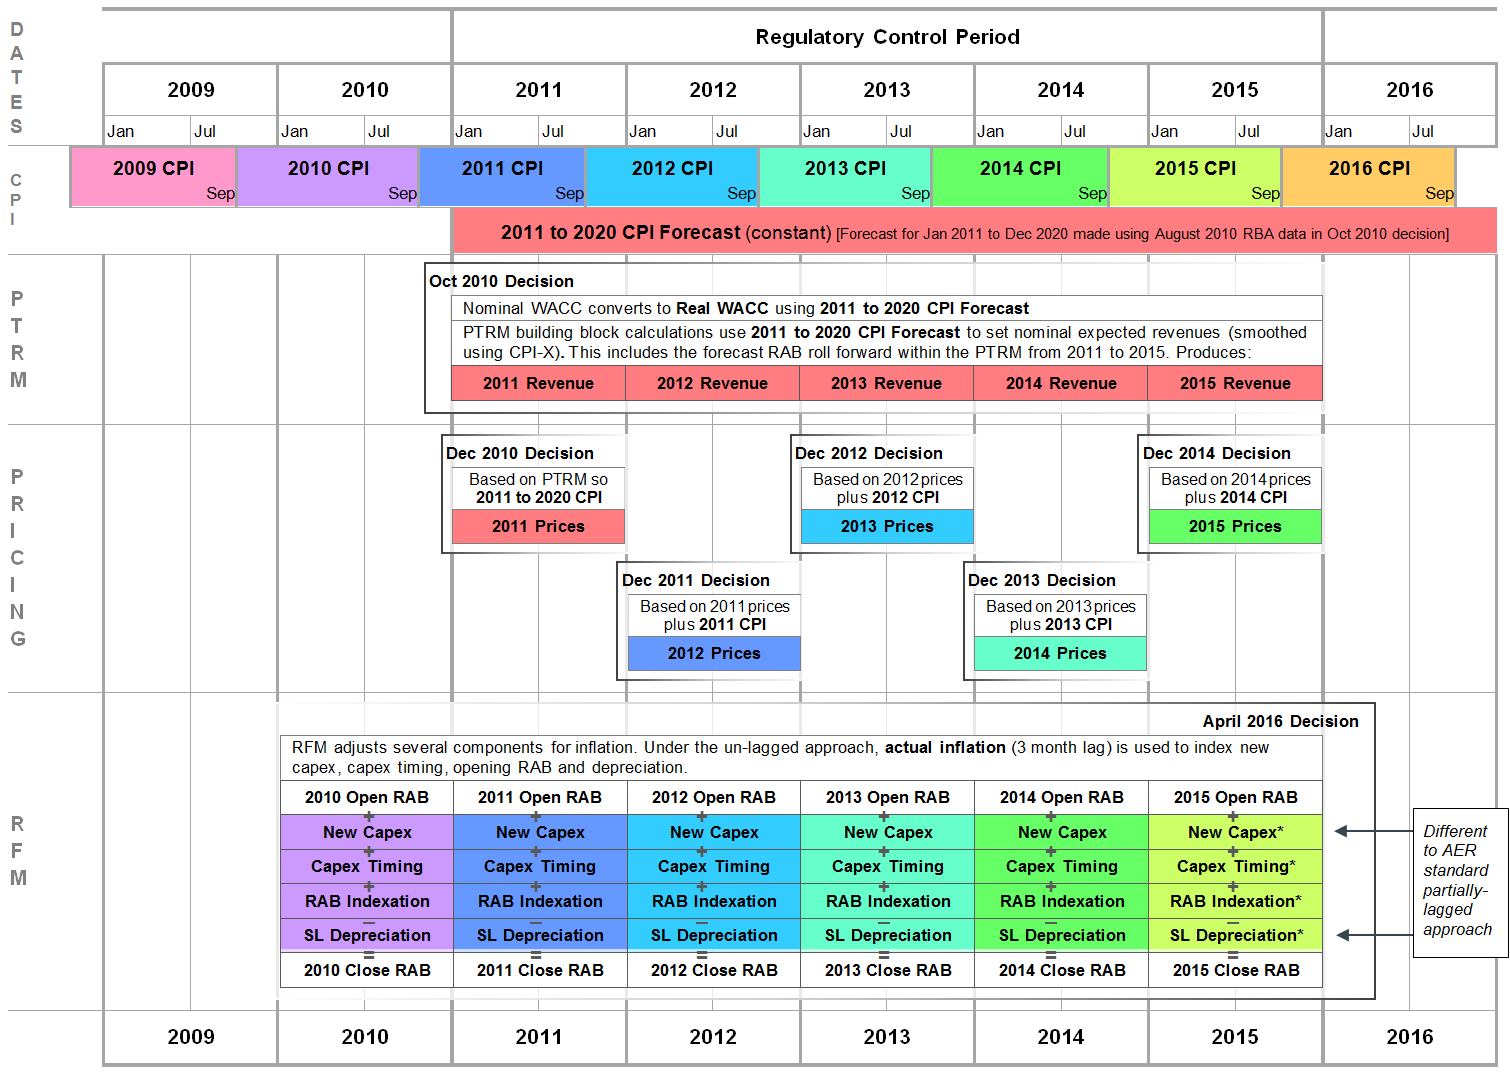 DATES
Regulatory Control Period
2009 2010 2011 2012 2013 2014 2015 2016
Jan Jul Jan Jul Jan Jul Jan Jul Jan Jul Jan Jul Jan Jul Jan Jul
CPI
2009 CPI 2010 CPI 2011 CPI 2012 CPI 2013 CPI 2014 CPI 2015 CPI 2016 CPI
Sep Sep Sep Sep Sep Sep Sep Sep
2011 to 2020 CPI Forecast (constant) [Forecast for Jan 2011 to Dec 2020 made using August 2010 RBA data in Oct 2010 decision]
PTRM
Oct 2010 Decision
Nominal WACC converts to Real WACC using 2011 to 2020 CPI Forecast
PTRM building block calculations use 2011 to 2020 CPI Forecast to set nominal expected revenues (smoothed
using CPI-X). This includes the forecast RAB roll forward within the PTRM from 2011 to 2015. Produces:
2011 Revenue 2012 Revenue 2013 Revenue 2014 Revenue 2015 Revenue
PRICING
Dec 2010 Decision
Based on PTRM so
2011 to 2020 CPI
2011 Prices
Dec 2012 Decision
Based on 2012 prices
plus 2012 CPI
2013 Prices
Dec 2014 Decision
Based on 2014 prices
plus 2014 CPI
2015 Prices
Dec 2011 Decision
Based on 2011 prices
plus 2011 CPI
2012 Prices
Dec 2013 Decision
Based on 2013 prices
plus 2013 CPI
2014 Prices
RFM
April 2016 Decision
RFM adjusts several components for inflation. Under the un-lagged approach, actual inflation (3 month lag) is used to index new
capex, capex timing, opening RAB and depreciation.
2010 Open RAB 2011 Open RAB 2012 Open RAB 2013 Open RAB 2014 Open RAB 2015 Open RAB
+ + + + + +
New Capex New Capex New Capex New Capex New Capex New Capex*
+ + + + + +
Capex Timing Capex Timing Capex Timing Capex Timing Capex Timing Capex Timing*
+ + + + + +
RAB Indexation RAB Indexation RAB Indexation RAB Indexation RAB Indexation RAB Indexation*
– – – – – –
SL Depreciation SL Depreciation SL Depreciation SL Depreciation SL Depreciation SL Depreciation*
= = = = = =
2010 Close RAB 2011 Close RAB 2012 Close RAB 2013 Close RAB 2014 Close RAB 2015 Close RAB
Different
to AER
standard
partially-
lagged
approach
2009 2010 2011 2012 2013 2014 2015 2016